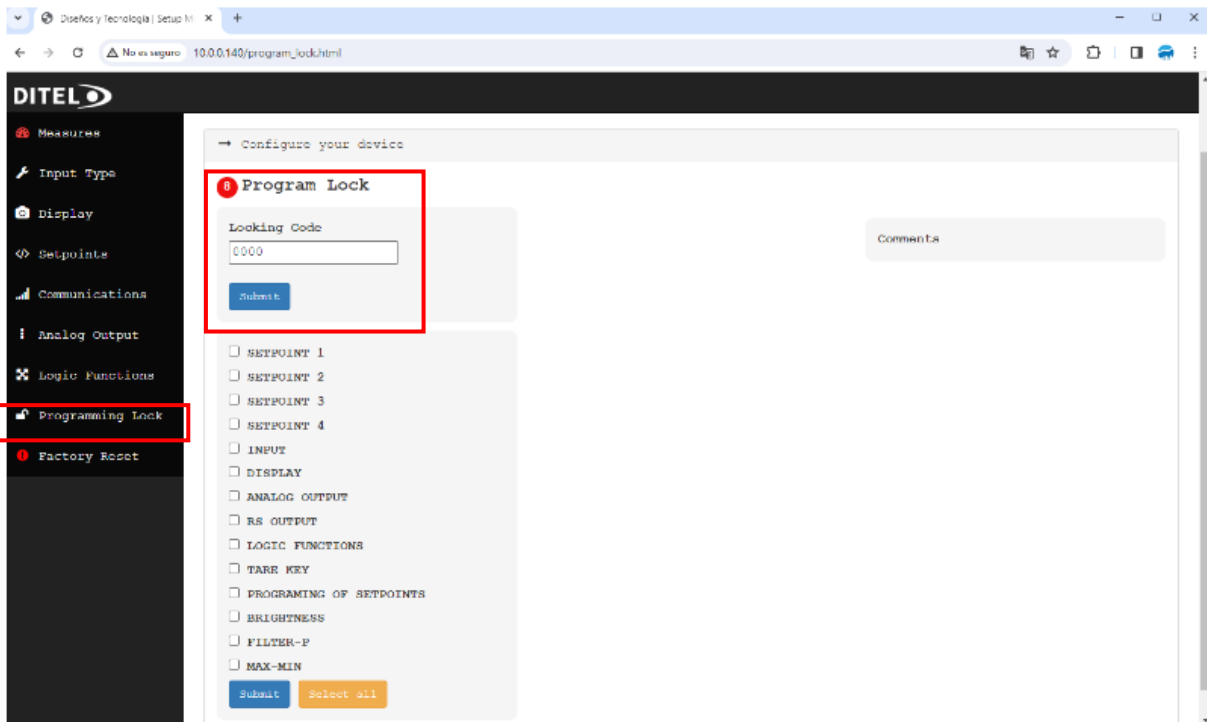 Diseños y Tecnología | Setup M
No es seguro 10.0.0.140/program_lock.html
DITEL
Measures
Input Type
Display
Setpoints
Communications
Analog Output
Logic Functions
Programming Lock
Factory Reset
→ Configure your device
8 Program Lock
Looking Code
0000
Submit
Comments
SETPOINT 1
SETPOINT 2
SETPOINT 3
SETPOINT 4
INPUT
DISPLAY
ANALOG OUTPUT
RS OUTPUT
LOGIC FUNCTIONS
TARE KEY
PROGRAMING OF SETPOINTS
BRIGHTNESS
FILTER-P
MAX-MIN
Submit Select all